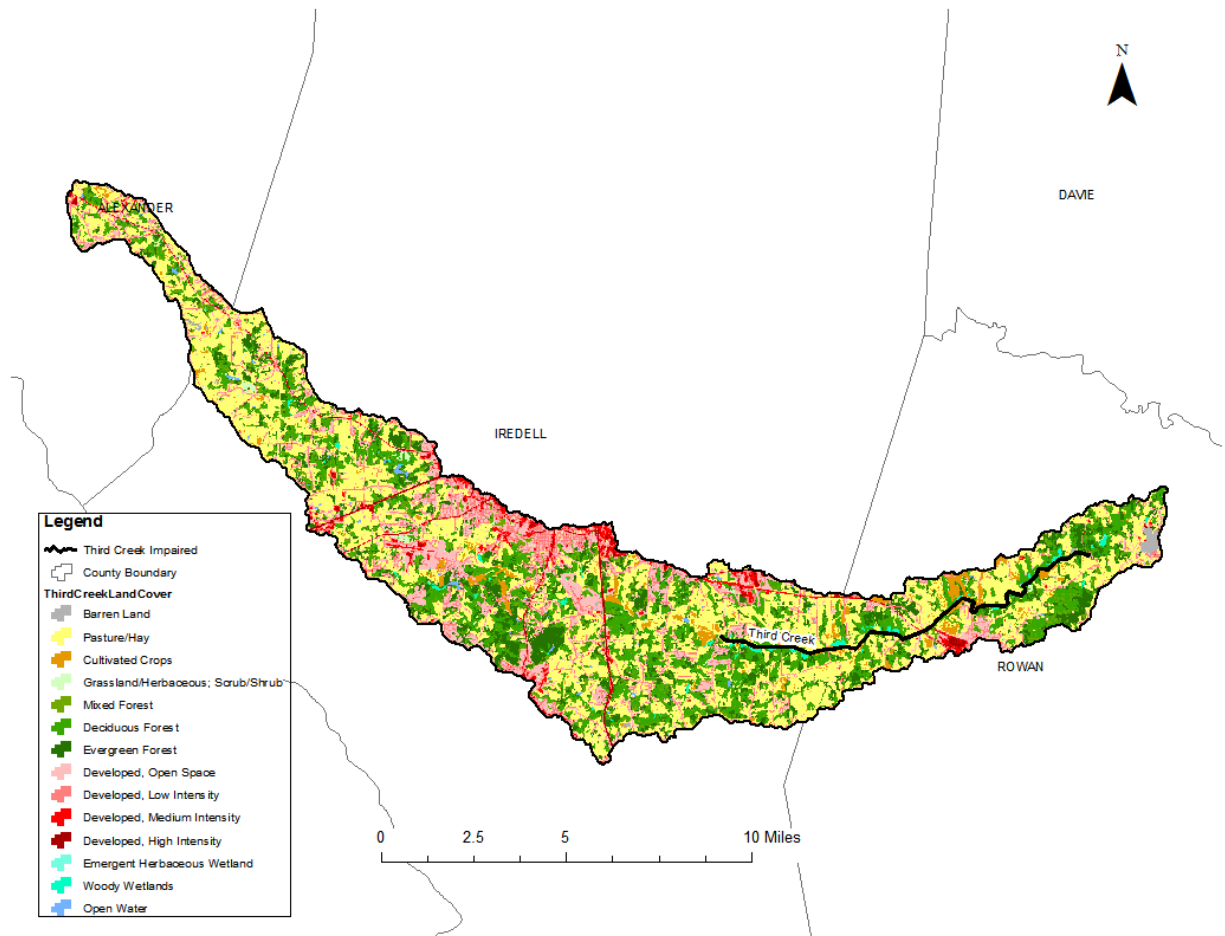 N
DAVIE
ALEXANDER
IREDELL
Third Creek
ROWAN
Legend
Third Creek Impaired
County Boundary
ThirdCreekLandCover
Barren Land
Pasture/Hay
Cultivated Crops
Grassland/Herbaceous; Scrub/Shrub
Mixed Forest
Deciduous Forest
Evergreen Forest
Developed, Open Space
Developed, Low Intensity
Developed, Medium Intensity
Developed, High Intensity
Emergent Herbaceous Wetland
Woody Wetlands
Open Water
0 2.5 5 10 Miles